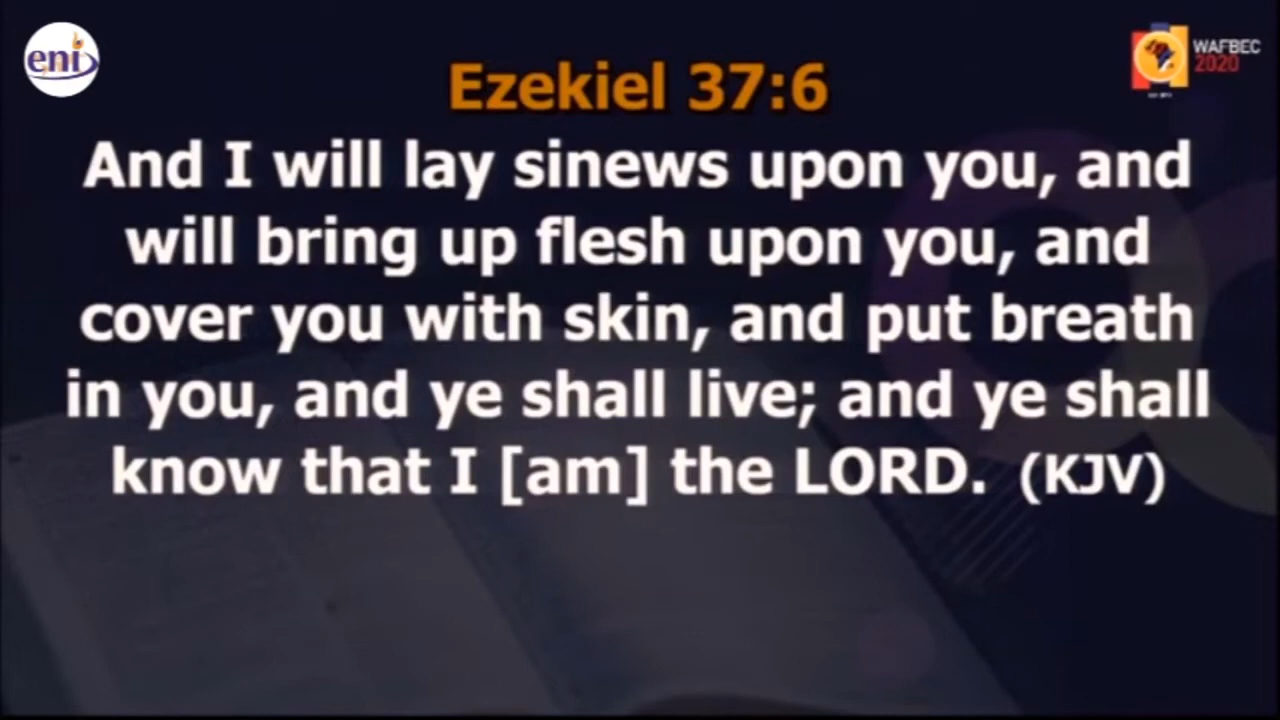 eni
WAFBEC
2020
Ezekiel 37:6
And I will lay sinews upon you, and
will bring up flesh upon you, and
cover you with skin, and put breath
in you, and ye shall live; and ye shall
know that I [am] the LORD. (KJV)